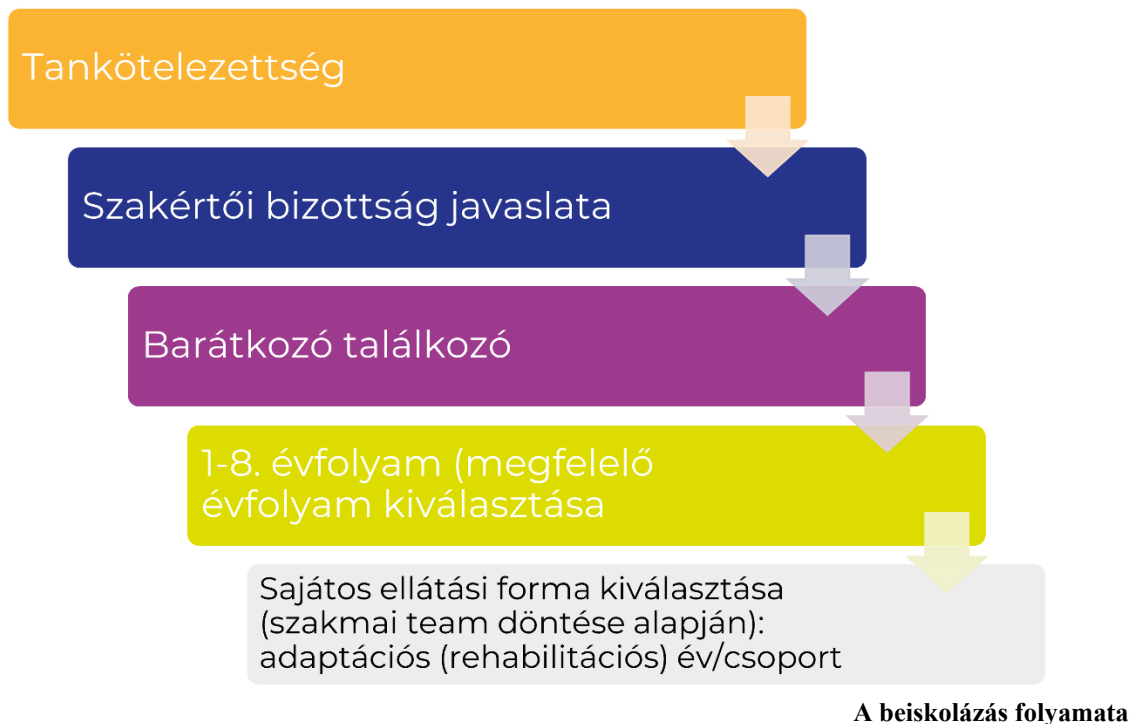 Tankötelezettség
Szakértői bizottság javaslata
Barátkozó találkozó
1-8. évfolyam (megfelelő
évfolyam kiválasztása
Sajátos ellátási forma kiválasztása
(szakmai team döntése alapján):
adaptációs (rehabilitációs) év/csoport
A beiskolázás folyamata